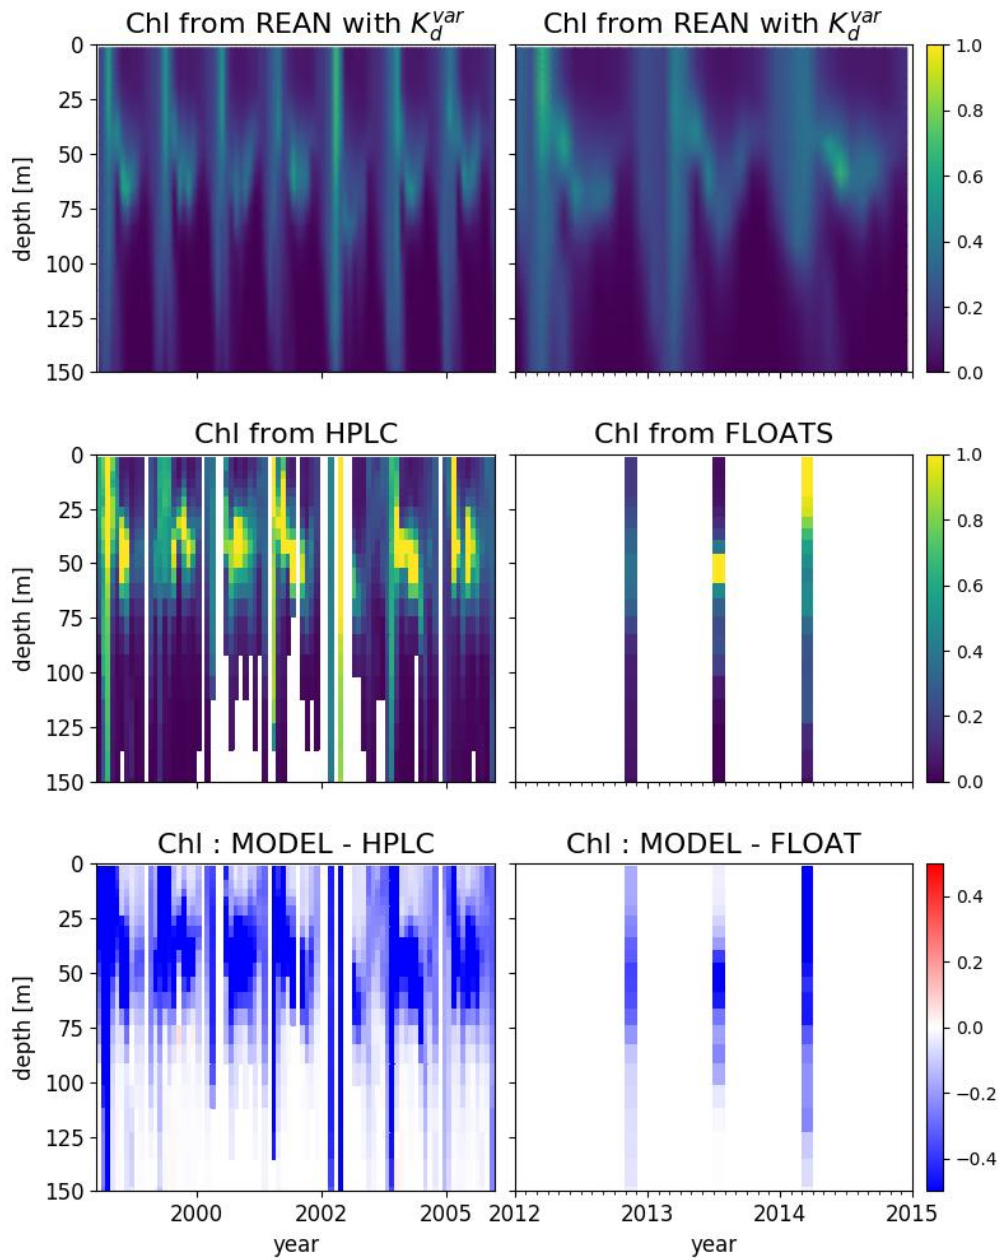 Chl from REAN with K_d^{var}
Chl from REAN with K_d^{var}
0
25
50
75
100
125
150
depth [m]
1.0
0.8
0.6
0.4
0.2
0.0
Chl from HPLC
Chl from FLOATS
0
25
50
75
100
125
150
depth [m]
1.0
0.8
0.6
0.4
0.2
0.0
Chl : MODEL - HPLC
Chl : MODEL - FLOAT
0
25
50
75
100
125
150
depth [m]
0.4
0.2
0.0
−0.2
−0.4
2000 2002 2005
2012 2013 2014 2015
year
year